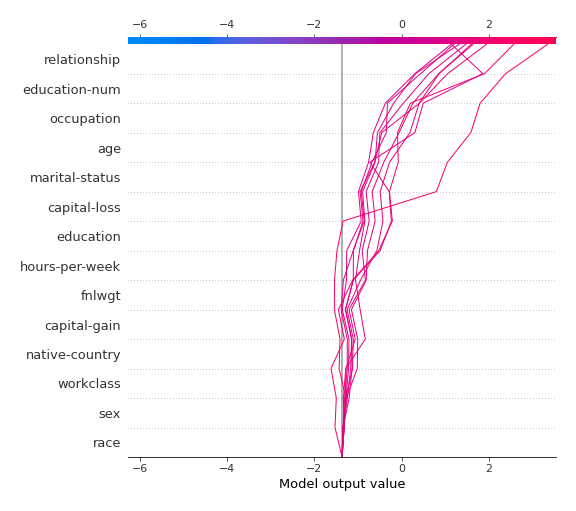 −6 −4 −2 0 2
relationship
education-num
occupation
age
marital-status
capital-loss
education
hours-per-week
fnlwgt
capital-gain
native-country
workclass
sex
race
−6 −4 −2 0 2
Model output value